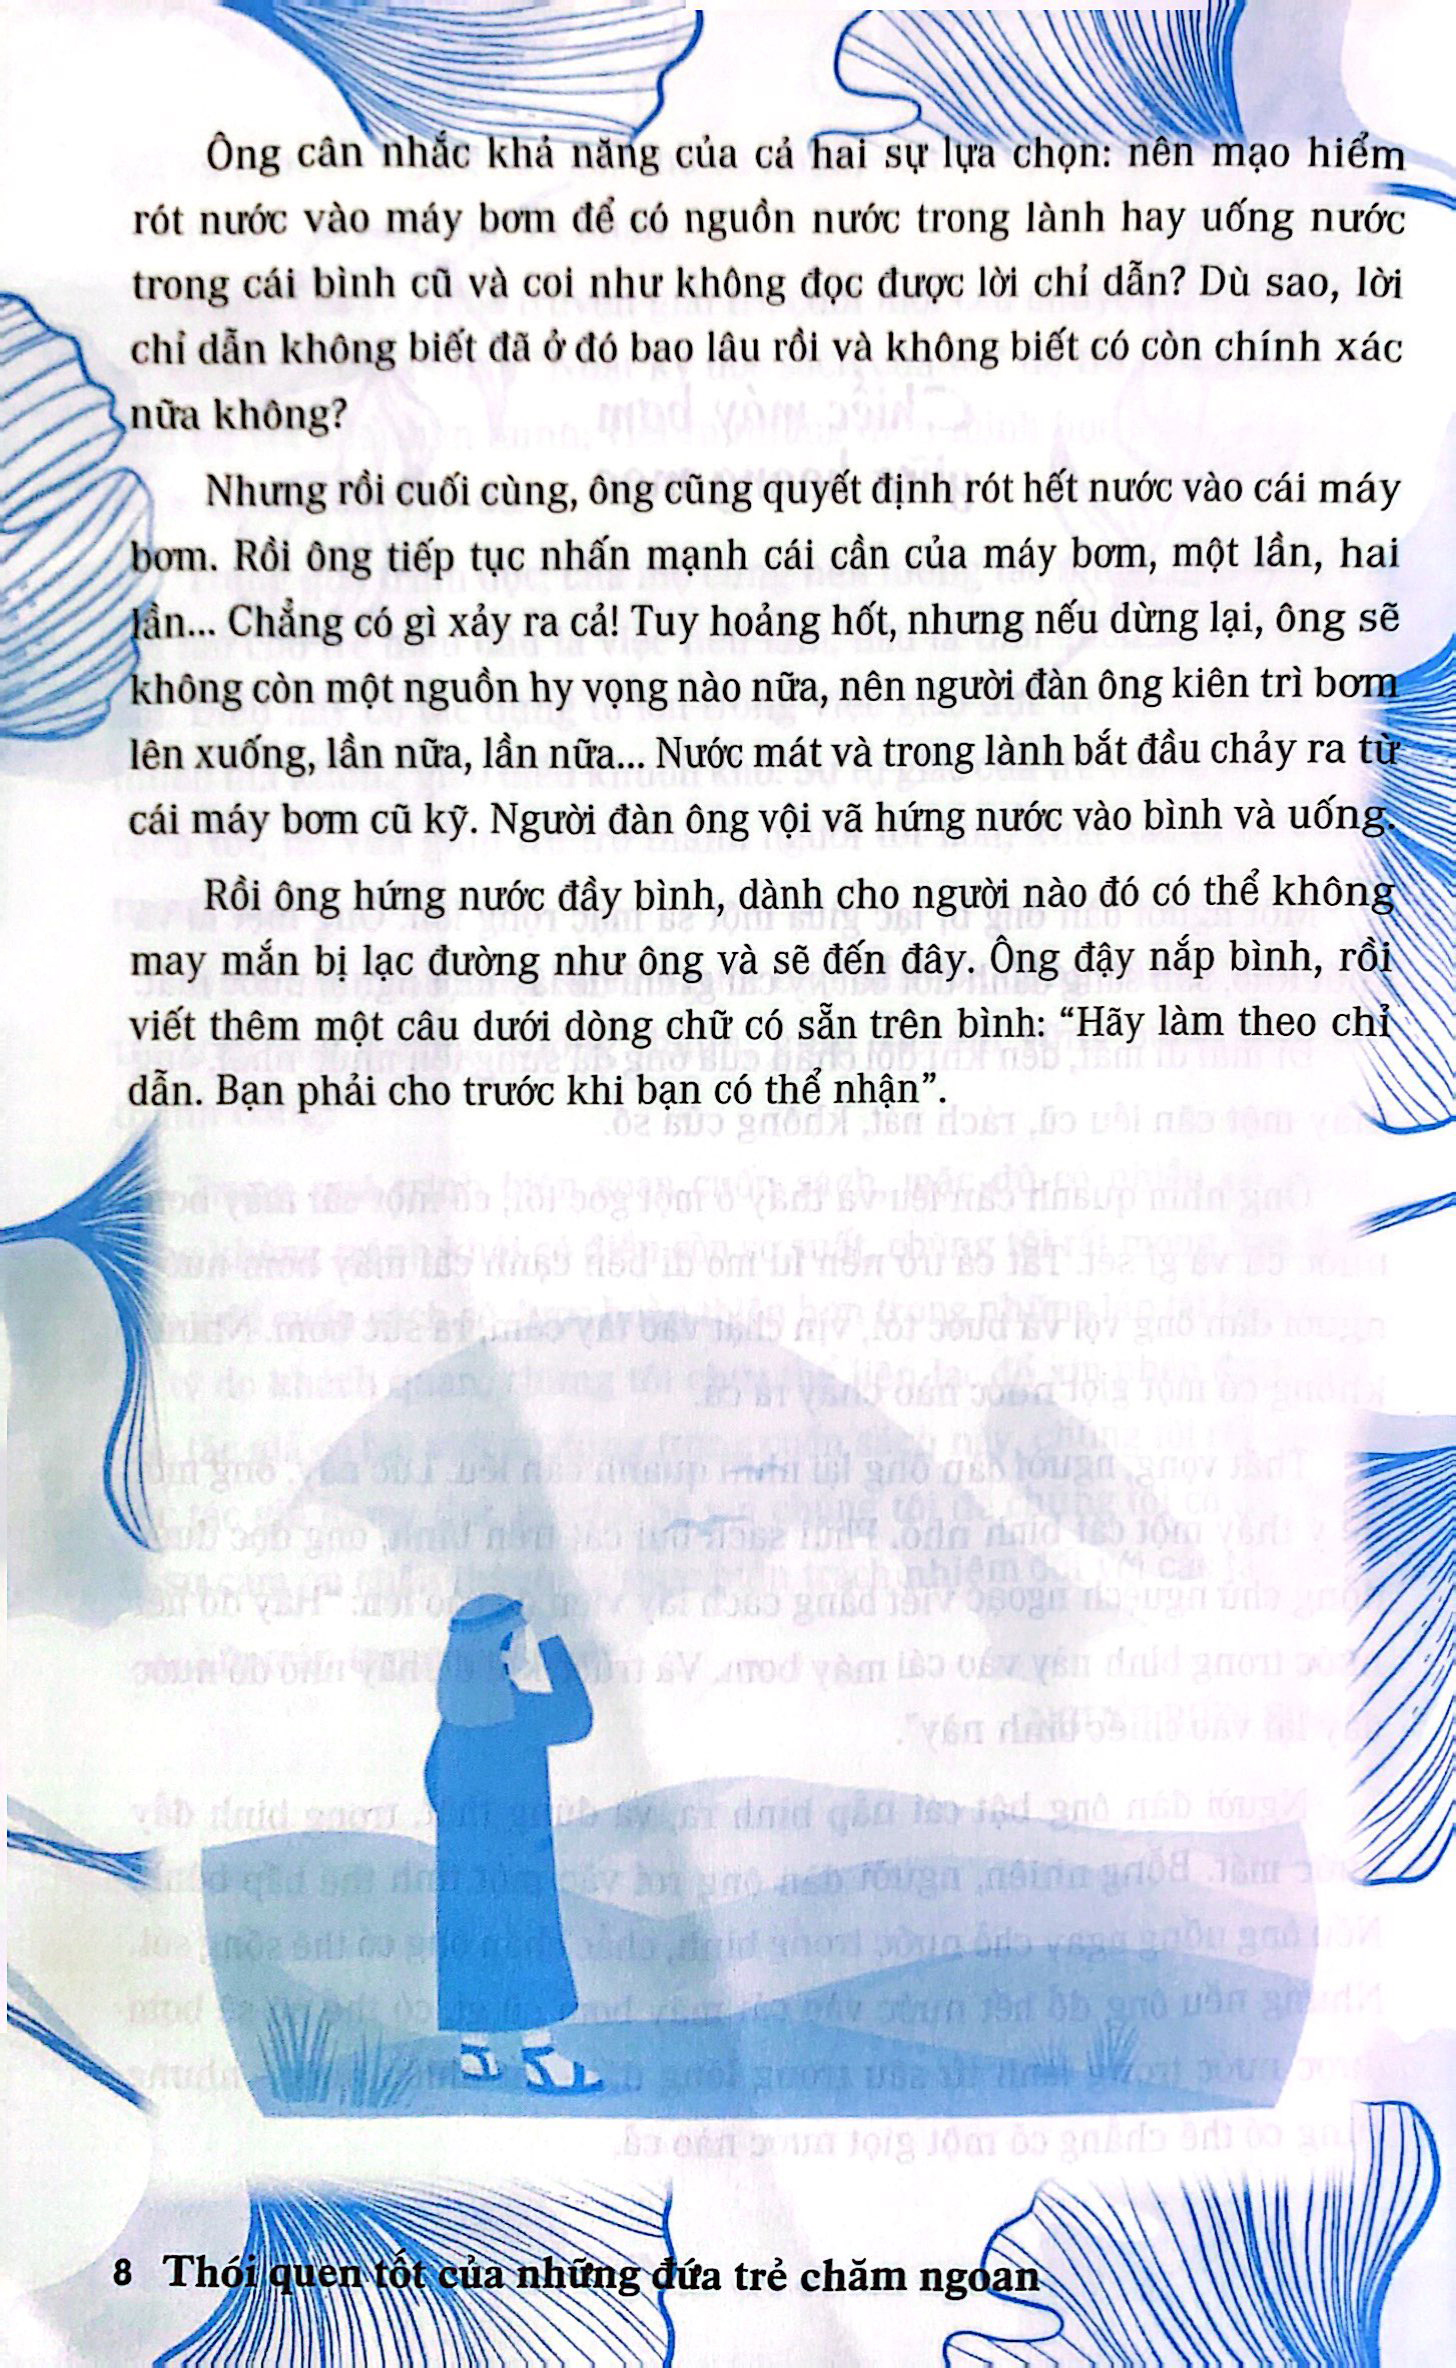 Ông cân nhắc khả năng của cả hai sự lựa chọn: nên mạo hiểm
rót nước vào máy bơm để có nguồn nước trong lành hay uống nước
trong cái bình cũ và coi như không đọc được lời chỉ dẫn? Dù sao, lời
chỉ dẫn không biết đã ở đó bao lâu rồi và không biết có còn chính xác
nữa không?
Nhưng rồi cuối cùng, ông cũng quyết định rót hết nước vào cái máy
bơm. Rồi ông tiếp tục nhấn mạnh cái cần của máy bơm, một lần, hai
lần... Chẳng có gì xảy ra cả! Tuy hoảng hốt, nhưng nếu dừng lại, ông sẽ
không còn một nguồn hy vọng nào nữa, nên người đàn ông kiên trì bơm
lên xuống, lần nữa, lần nữa... Nước mát và trong lành bắt đầu chảy ra từ
cái máy bơm cũ kỹ. Người đàn ông vội vã hứng nước vào bình và uống.
Rồi ông hứng nước đầy bình, dành cho người nào đó có thể không
may mắn bị lạc đường như ông và sẽ đến đây. Ông đậy nắp bình, rồi
viết thêm một câu dưới dòng chữ có sẵn trên bình: “Hãy làm theo chỉ
dẫn. Bạn phải cho trước khi bạn có thể nhận”.
8 Thói quen tốt của những đứa trẻ chăm ngoan